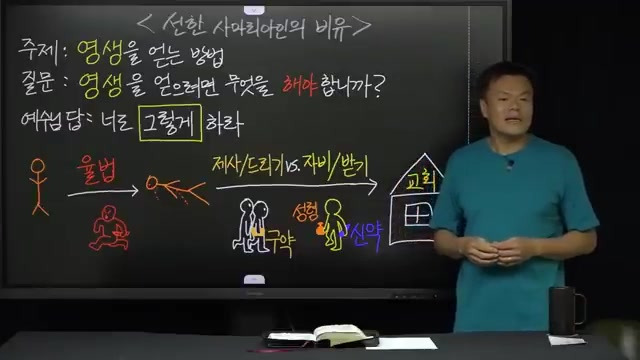 < 선한 사마리아인의 비유 >
주제 : 영생을 얻는 방법
질문 : 영생을 얻으려면 무엇을 해야 합니까?
예수님 답 : 너도 그렇게 하라
율법
제사/드리기 vs. 자비/받기
교회
구약
성령
신약